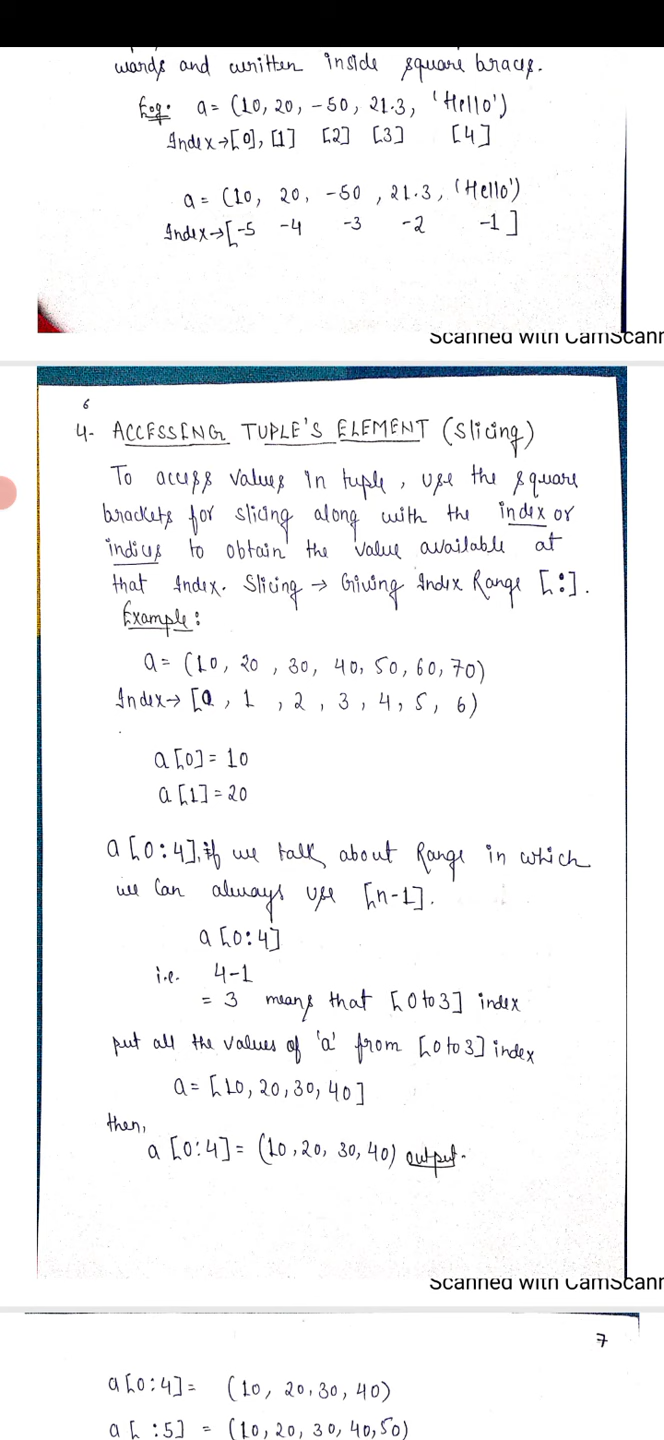 words and written inside square braces.
Eg: a = (10, 20, -50, 21.3, 'Hello')
Index→[0], [1] [2] [3] [4]
a = (10, 20, -50, 21.3, 'Hello')
Index→[-5 -4 -3 -2 -1]
Scanned with CamScann
6
4- ACCESSING TUPLE'S ELEMENT (Slicing)
To access values in tuple, use the square
brackets for slicing along with the index or
indices to obtain the value available at
that Index. Slicing → Giving Index Range [:].
Example:
a = (10, 20, 30, 40, 50, 60, 70)
Index→ [0, 1, 2, 3, 4, 5, 6)
a[0] = 10
a[1] = 20
a[0:4], if we talk about Range in which
we can always use [n-1].
a[0:4]
i.e. 4-1
= 3 means that [0 to 3] index
put all the values of 'a' from [0 to 3] index
a = [10, 20, 30, 40]
then,
a [0:4] = (10, 20, 30, 40) output.
Scanned with CamScann
7
a[0:4] = (10, 20, 30, 40)
a[ :5] = (10, 20, 30, 40, 50)